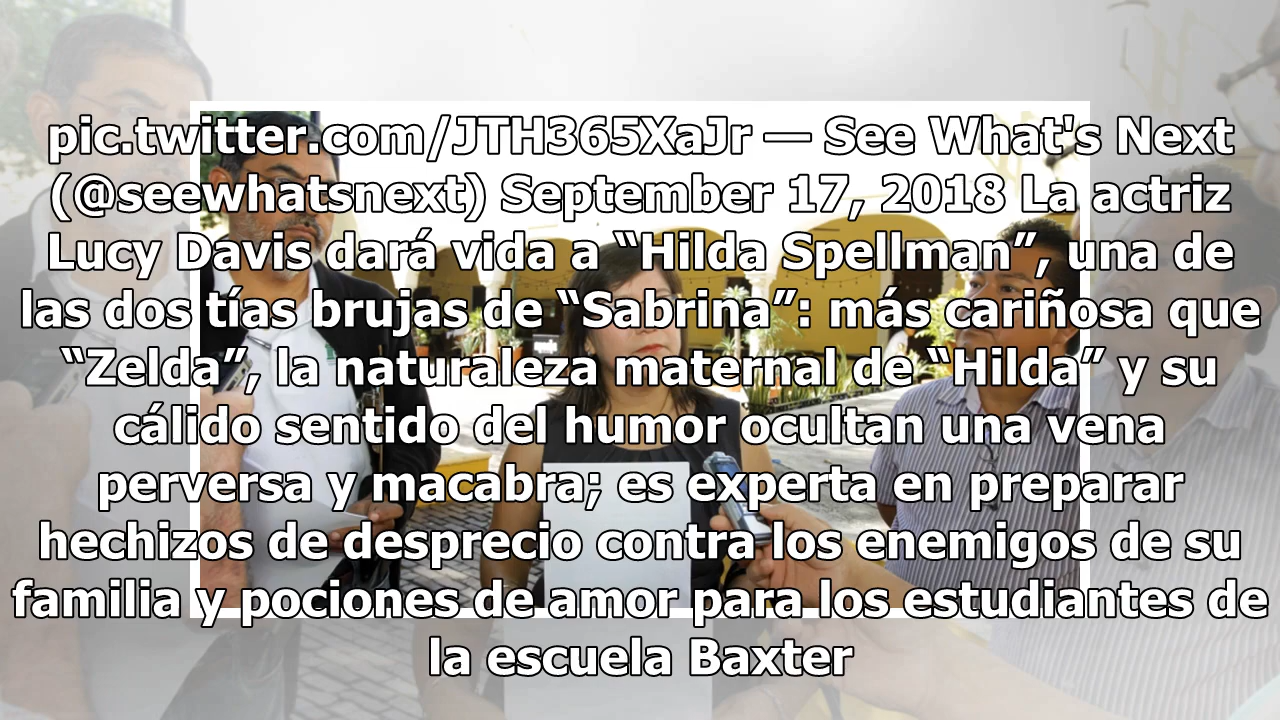 pic.twitter.com/JTH365XaJr — See What's Next
(@seewhatsnext) September 17, 2018 La actriz
Lucy Davis dará vida a “Hilda Spellman”, una de
las dos tías brujas de “Sabrina”: más cariñosa que
“Zelda”, la naturaleza maternal de “Hilda” y su
cálido sentido del humor ocultan una vena
perversa y macabra; es experta en preparar
hechizos de desprecio contra los enemigos de su
familia y pociones de amor para los estudiantes de
la escuela Baxter